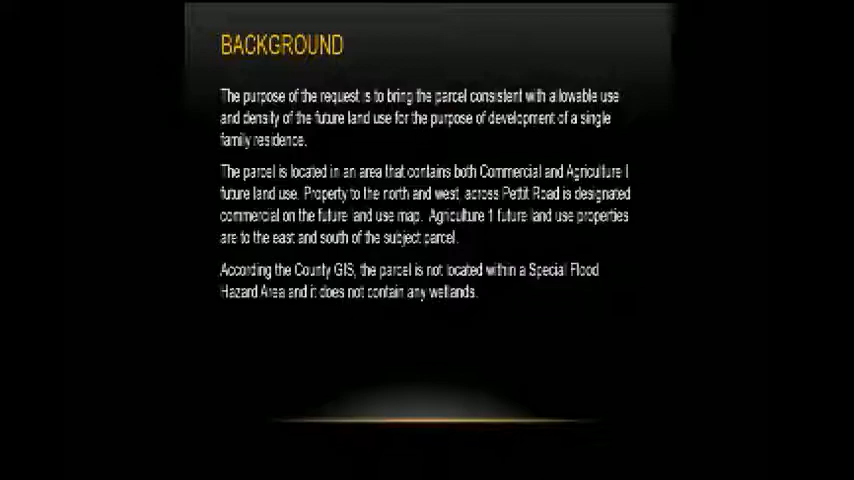 BACKGROUND
The purpose of the request is to bring the parcel consistent with allowable use
and density of the future land use for the purpose of development of a single
family residence.
The parcel is located in an area that contains both Commercial and Agriculture I
future land use. Property to the north and west, across Pettit Road is designated
commercial on the future land use map. Agriculture 1 future land use properties
are to the east and south of the subject parcel.
According the County GIS, the parcel is not located within a Special Flood
Hazard Area and it does not contain any wetlands.